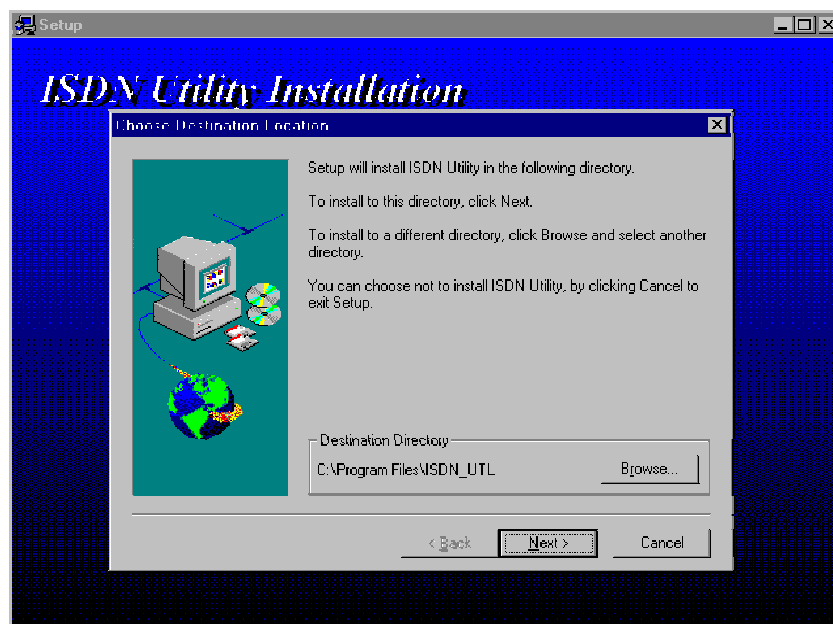 Setup
ISDN Utility Installation
Choose Destination Location
Setup will install ISDN Utility in the following directory.
To install to this directory, click Next.
To install to a different directory, click Browse and select another
directory.
You can choose not to install ISDN Utility, by clicking Cancel to
exit Setup.
Destination Directory
C:\Program Files\ISDN_UTL
Browse...
< Back
Next >
Cancel